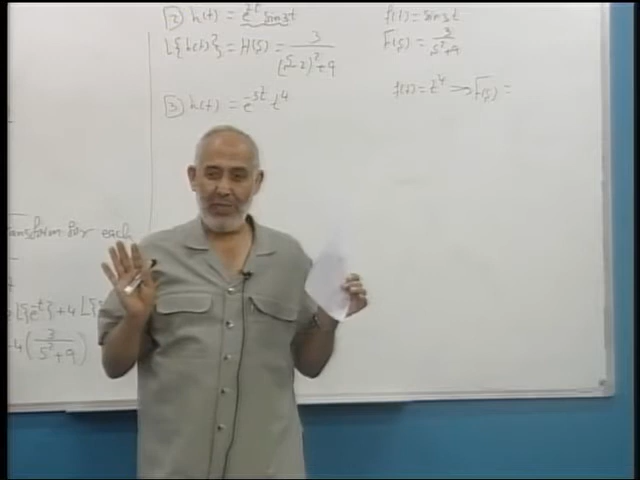 [2] h(t) = e^{2t} sin3t
L{h(t)} = H(s) = 3/((s-2)^2+9)
[3] h(t) = e^{-3t} t^4
f(t) = sin3t
F(s) = 3/(s^2+9)
f(t) = t^4 => F(s) =
ansform for each
L{e^{-t}} + 4 L{
4(3/(s^2+9))